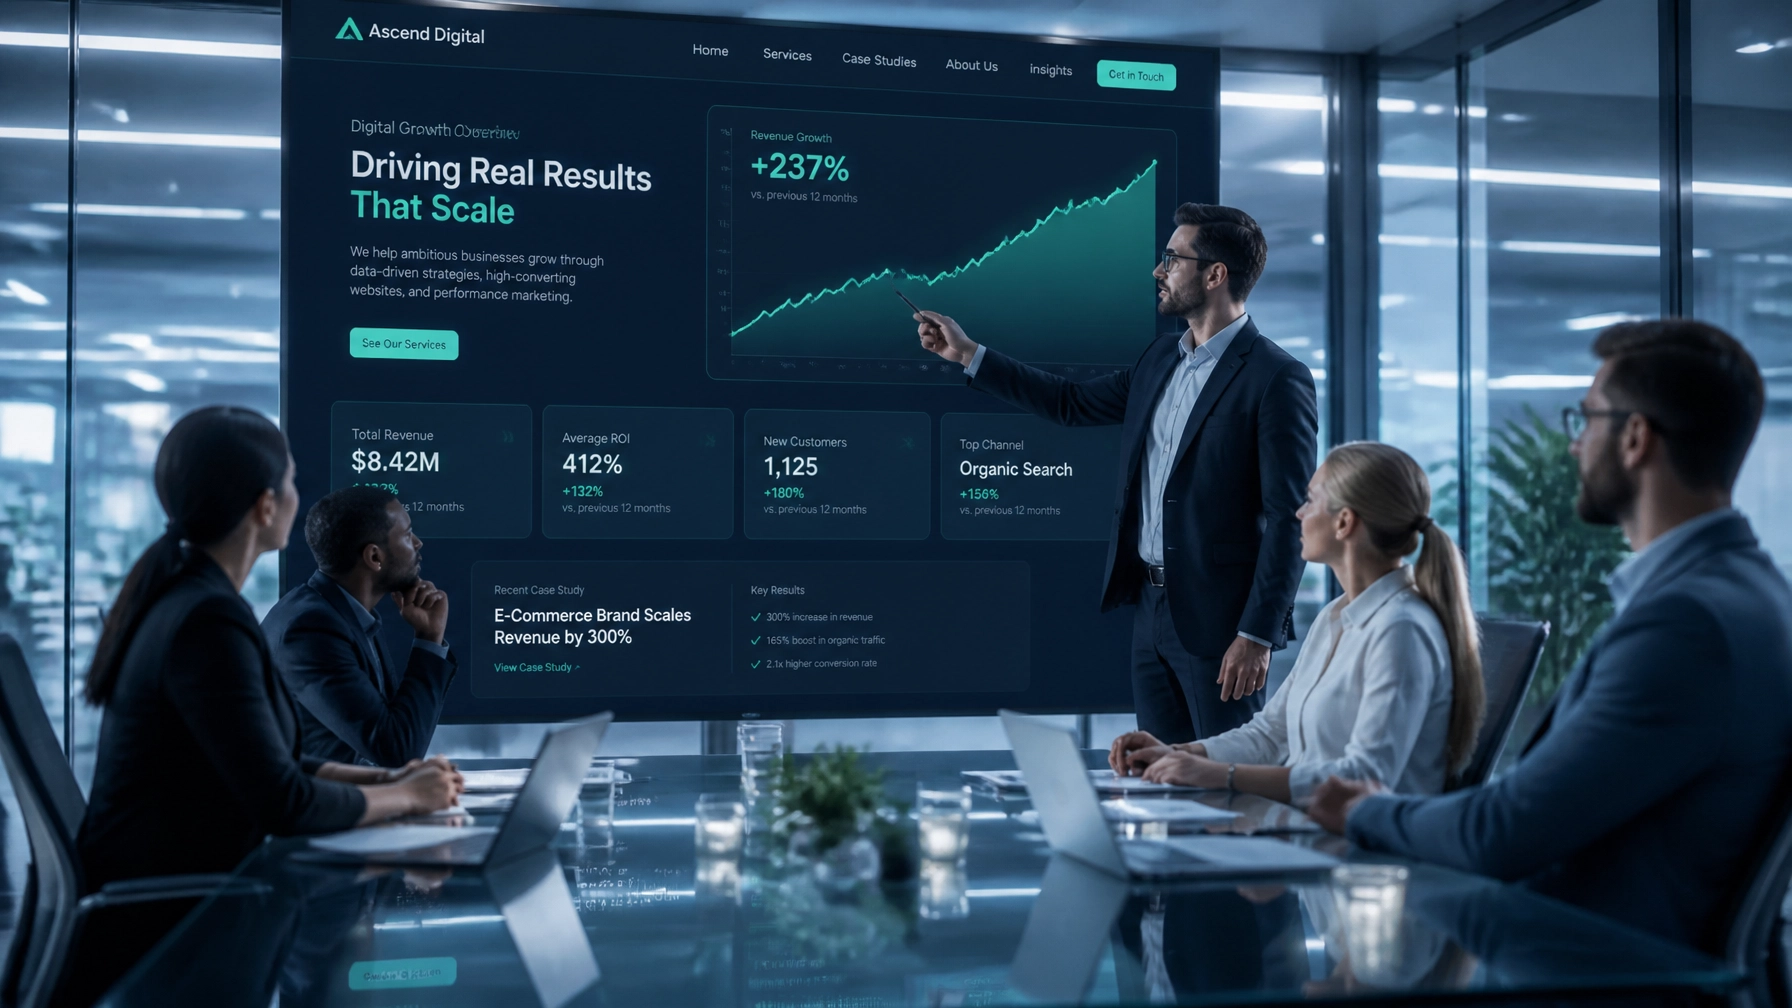 Ascend Digital
Home
Services
Case Studies
About Us
Insights
Get in Touch
Digital Growth
Driving Real Results
That Scale
We help ambitious businesses grow through
data-driven strategies, high-converting
websites, and performance marketing.
See Our Services
Revenue Growth
+237%
vs. previous 12 months
Total Revenue
$8.42M
s 12 months
Average ROI
412%
+132%
vs. previous 12 months
New Customers
1,125
+180%
vs. previous 12 months
Top Channel
Organic Search
+156%
vs. previous 12 months
Recent Case Study
E-Commerce Brand Scales
Revenue by 300%
View Case Study
Key Results
300% increase in revenue
165% boost in organic traffic
2.1x higher conversion rate